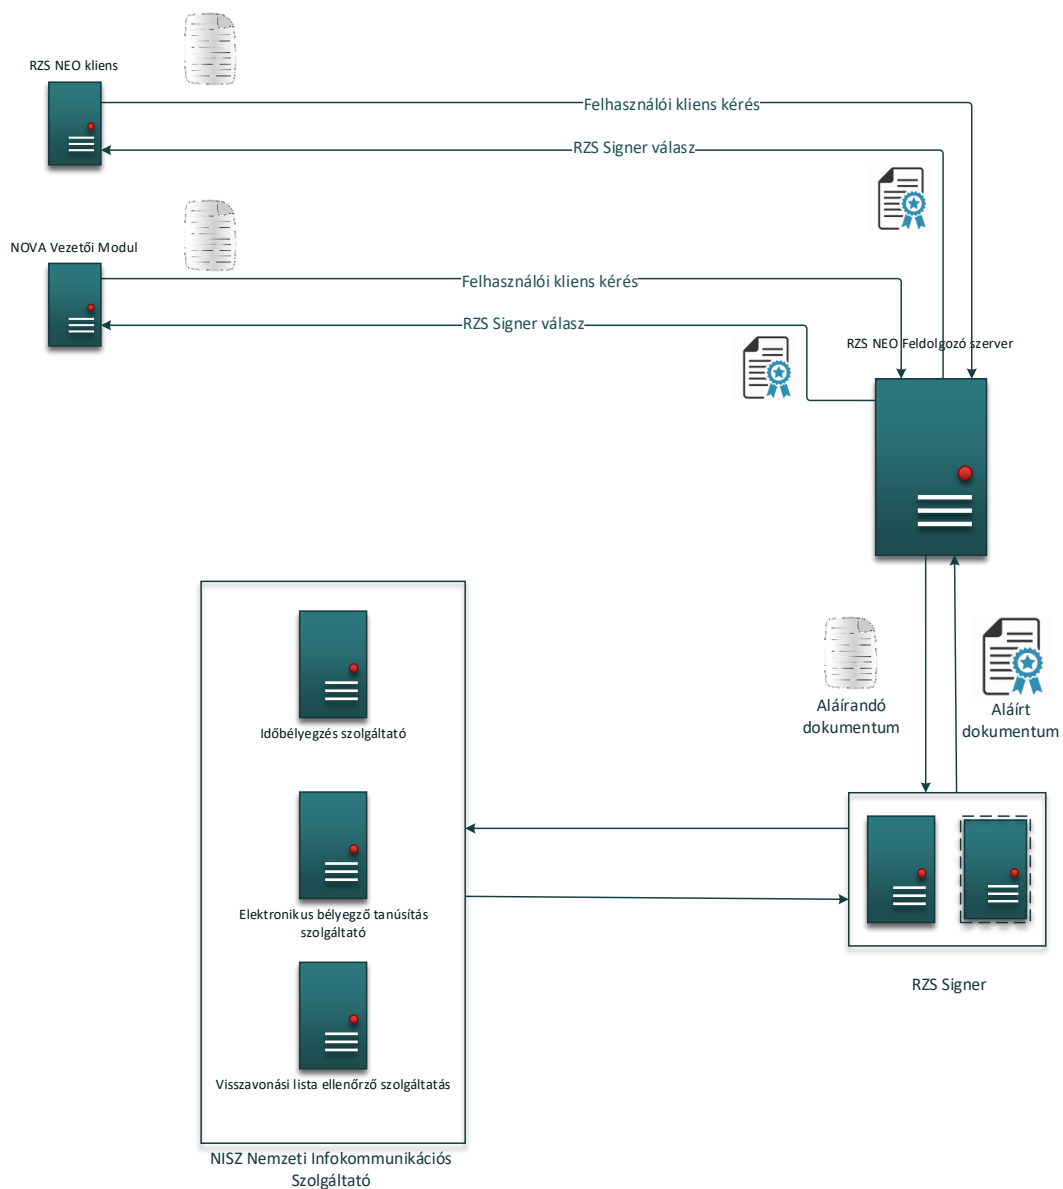 RZS NEO kliens
Felhasználói kliens kérés
RZS Signer válasz
NOVA Vezetői Modul
Felhasználói kliens kérés
RZS Signer válasz
RZS NEO Feldolgozó szerver
Aláírandó
dokumentum
Aláírt
dokumentum
Időbélyegzés szolgáltató
Elektronikus bélyegző tanúsítás
szolgáltató
RZS Signer
Visszavonási lista ellenőrző szolgáltatás
NISZ Nemzeti Infokommunikációs
Szolgáltató